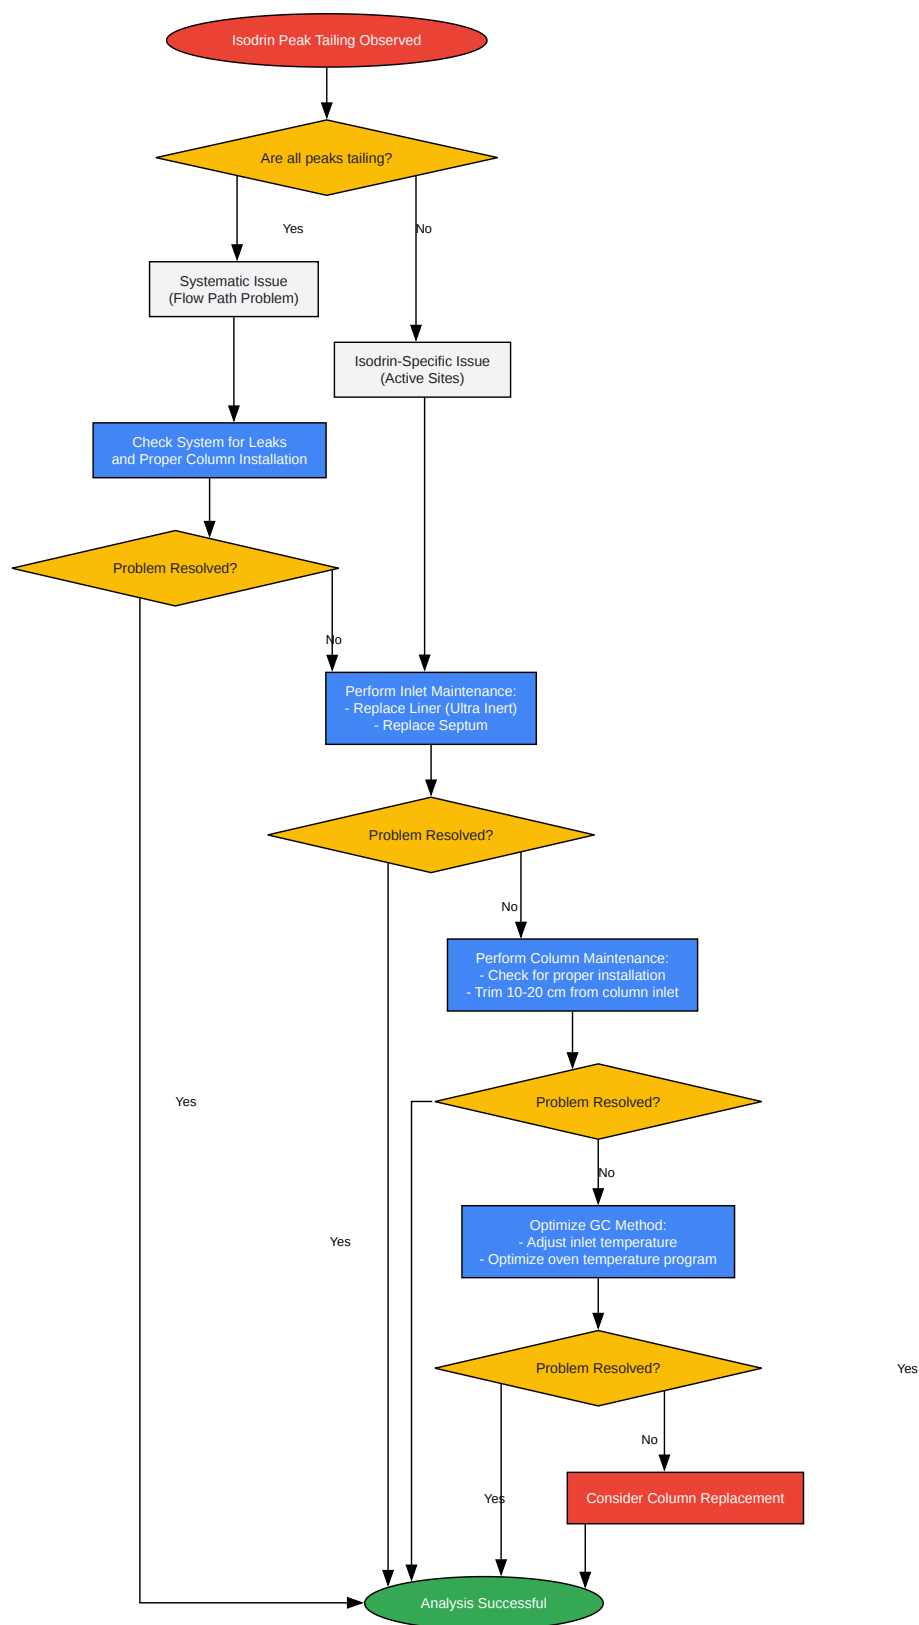 Isodrin Peak Tailing Observed
Are all peaks tailing?
Yes
No
Systematic Issue
(Flow Path Problem)
Isodrin-Specific Issue
(Active Sites)
Check System for Leaks
and Proper Column Installation
Problem Resolved?
No
Perform Inlet Maintenance:
- Replace Liner (Ultra Inert)
- Replace Septum
Problem Resolved?
No
Perform Column Maintenance:
- Check for proper installation
- Trim 10-20 cm from column inlet
Yes
Problem Resolved?
No
Yes
Optimize GC Method:
- Adjust inlet temperature
- Optimize oven temperature program
Problem Resolved?
Yes
No
Yes
Consider Column Replacement
Analysis Successful